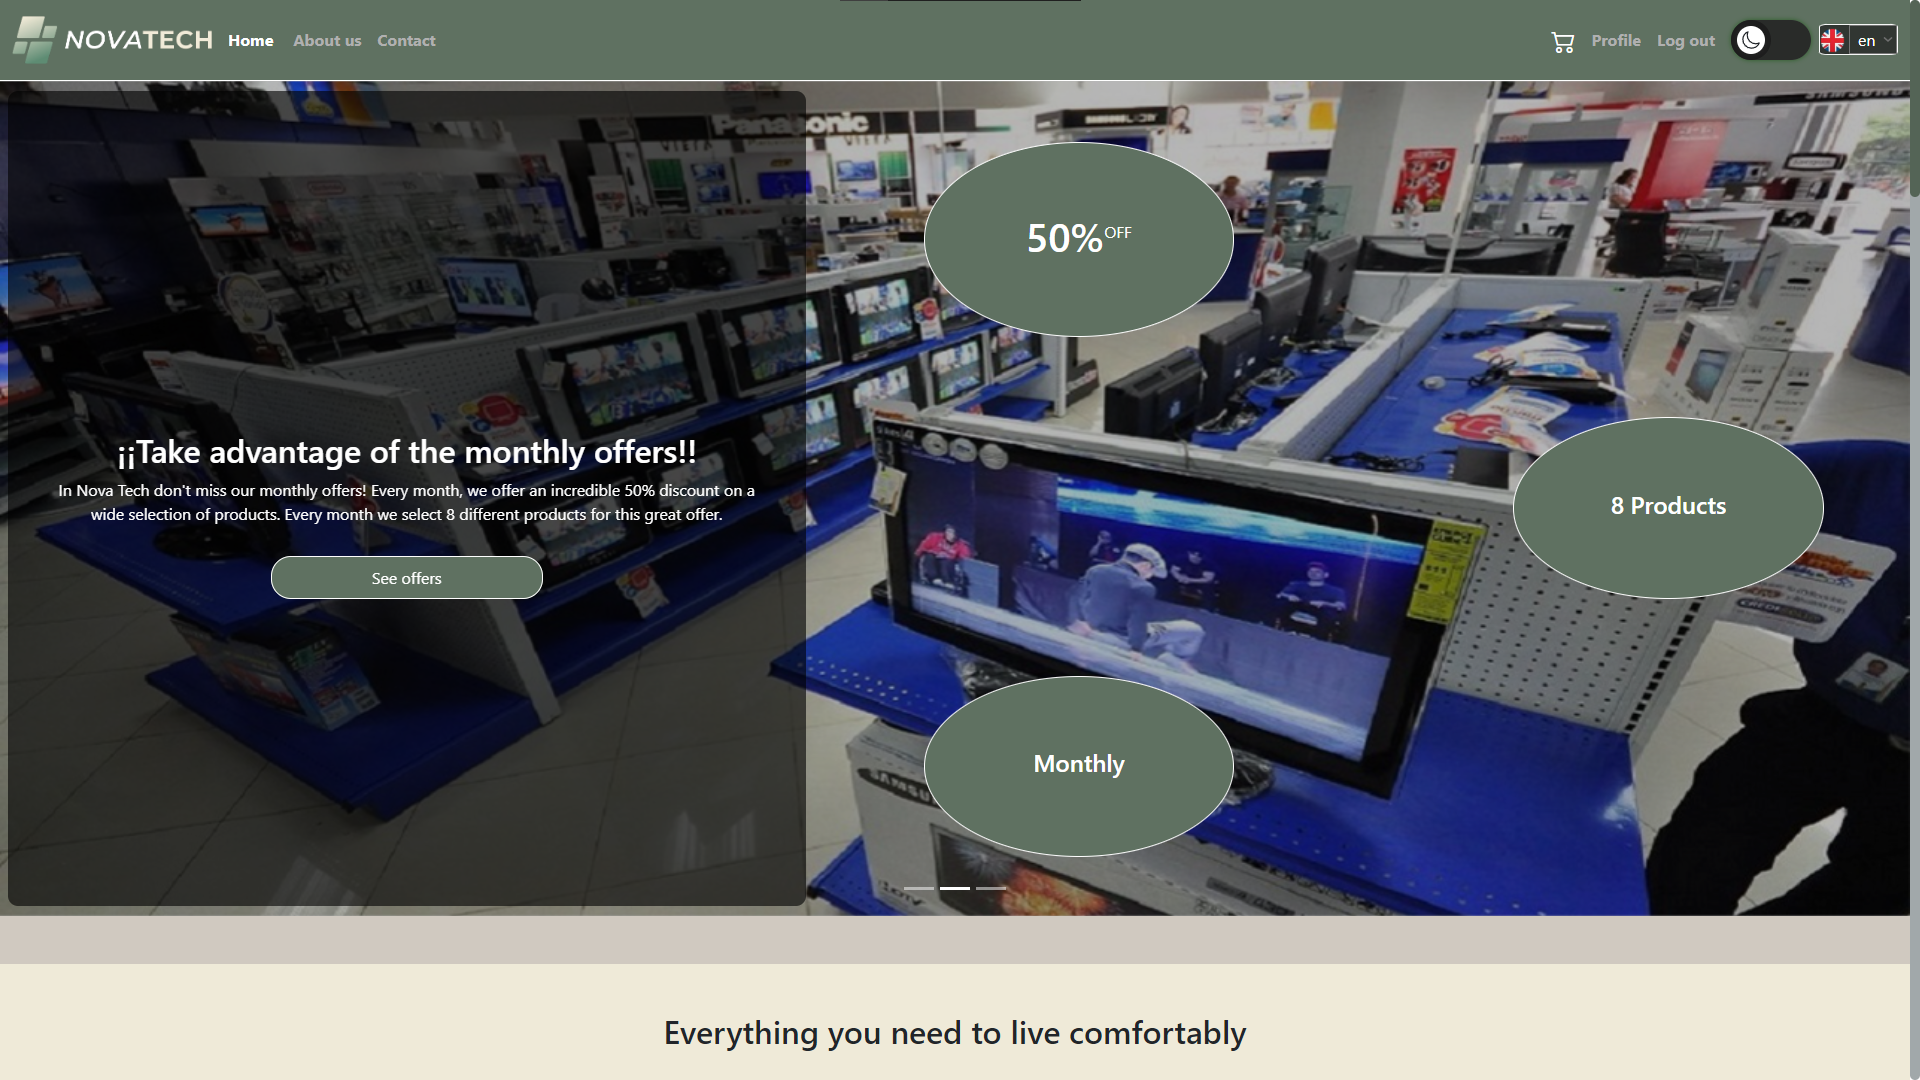 NOVATECH
Home
About us
Contact
Profile
Log out
en
Panasonic
VIERA
50% OFF
¡¡Take advantage of the monthly offers!!
In Nova Tech don't miss our monthly offers! Every month, we offer an incredible 50% discount on a
wide selection of products. Every month we select 8 different products for this great offer.
See offers
8 Products
Monthly
SAMSUNG
Everything you need to live comfortably